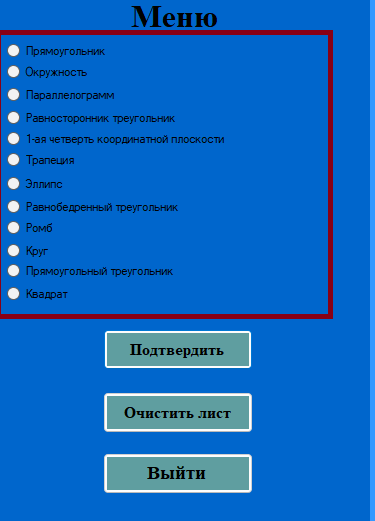 Меню
Прямоугольник
Окружность
Параллелограмм
Равносторонник треугольник
1-ая четверть координатной плоскости
Трапеция
Эллипс
Равнобедренный треугольник
Ромб
Круг
Прямоугольный треугольник
Квадрат
Подтвердить
Очистить лист
Выйти